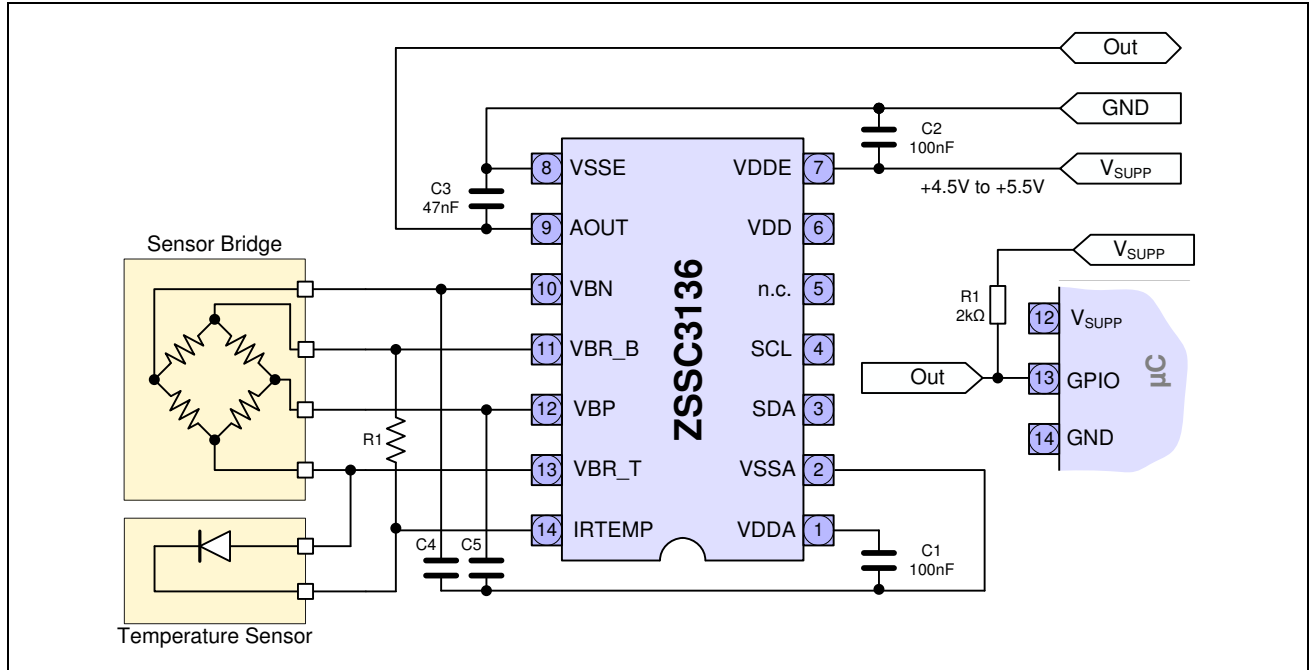 Out
GND
C2
100nF
8
VSSE
VDDE
7
V_SUPP
+4.5V to +5.5V
C3
47nF
9
AOUT
VDD
6
Sensor Bridge
10
VBN
n.c.
5
V_SUPP
R1
2kΩ
12
V_SUPP
11
VBR_B
SCL
4
Out
13
GPIO
µC
12
VBP
SDA
3
R1
14
GND
13
VBR_T
VSSA
2
14
IRTEMP
VDDA
1
ZSSC3136
C4
C5
C1
100nF
Temperature Sensor